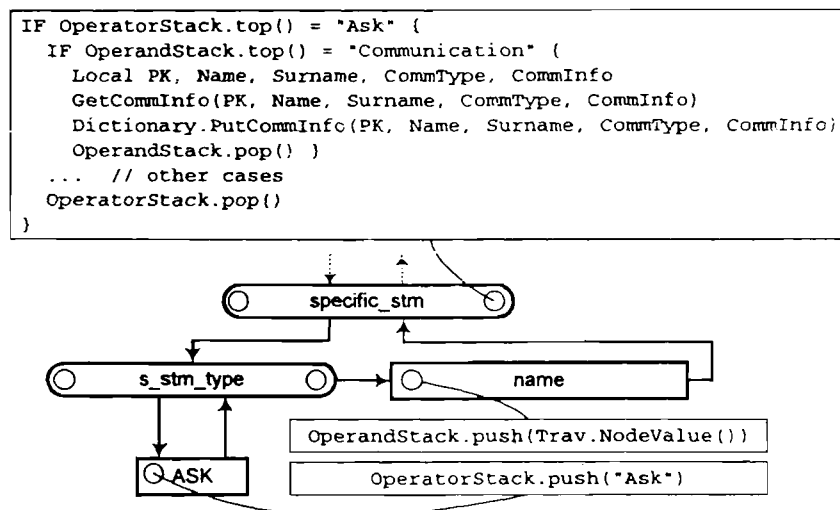 IF OperatorStack.top() = "Ask" {
IF OperandStack.top() = "Communication" {
Local PK, Name, Surname, CommType, CommInfo
GetCommInfo(PK, Name, Surname, CommType, CommInfo)
Dictionary.PutCommInfo(PK, Name, Surname, CommType, CommInfo)
OperandStack.pop() }
... // other cases
OperatorStack.pop()
}
specific_stm
s_stm_type
name
OperandStack.push(Trav.NodeValue())
ASK
OperatorStack.push("Ask")